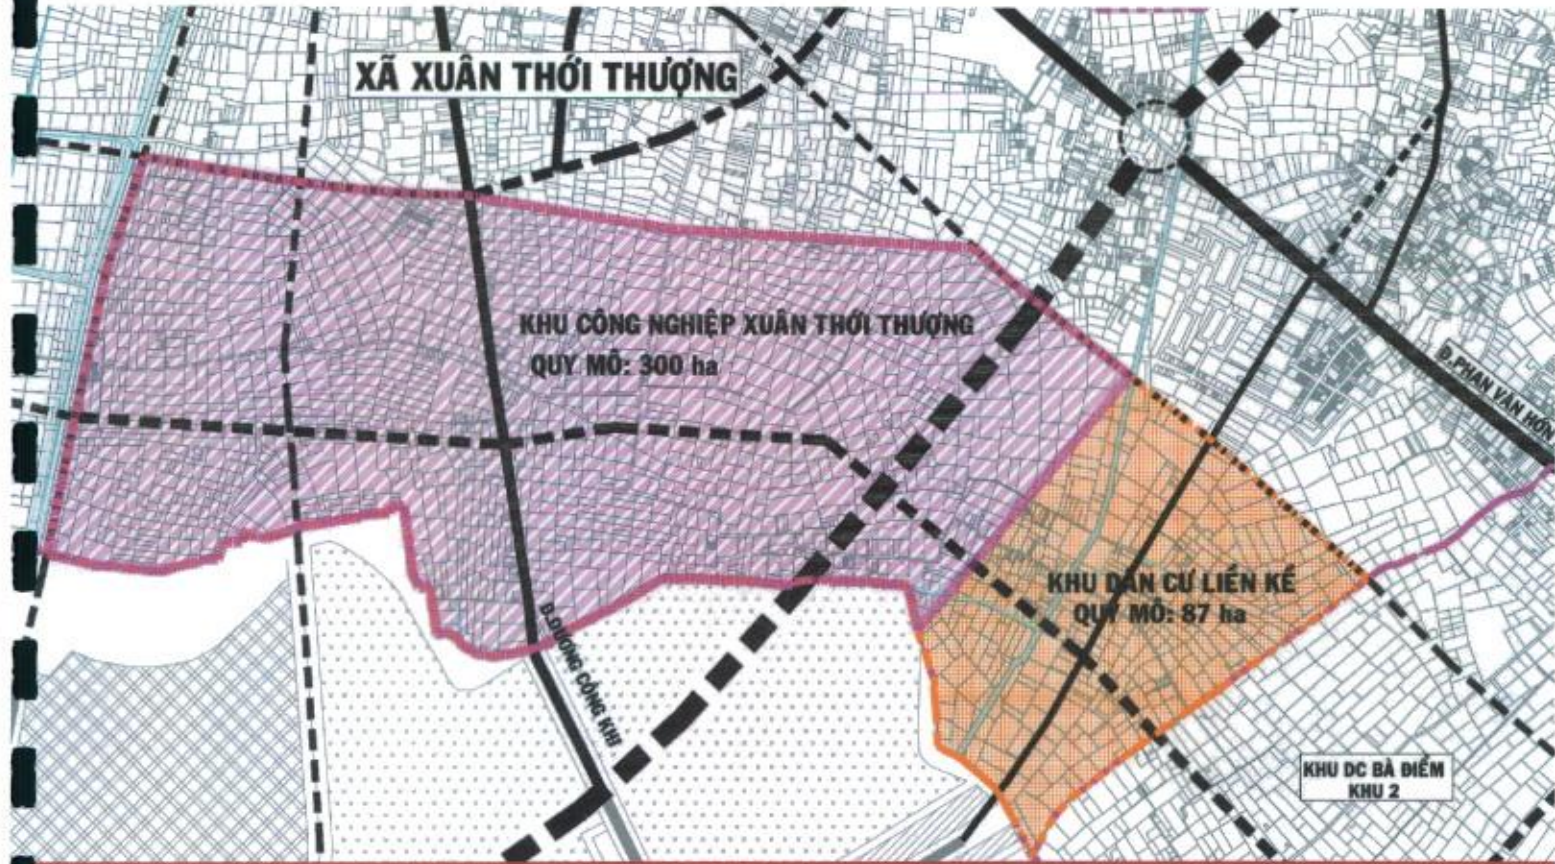 XÃ XUÂN THỚI THƯỢNG
KHU CÔNG NGHIỆP XUÂN THỚI THƯỢNG
QUY MÔ: 300 ha
Đ.PHAN VĂN HỚN
KHU DÂN CƯ LIỀN KỀ
QUY MÔ: 87 ha
Đ.DƯƠNG CÔNG KHI
KHU DC BÀ ĐIỂM
KHU 2